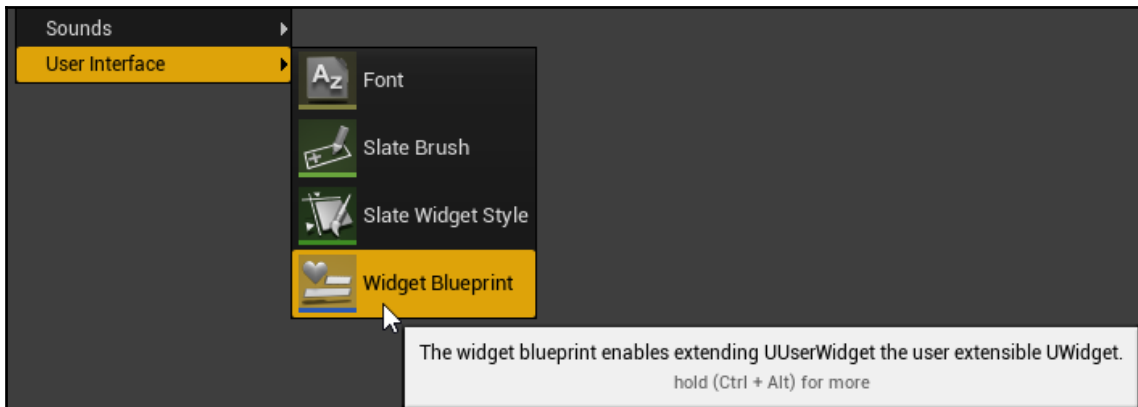 Sounds
User Interface
Font
Slate Brush
Slate Widget Style
Widget Blueprint
The widget blueprint enables extending UUserWidget the user extensible UWidget.
hold (Ctrl + Alt) for more